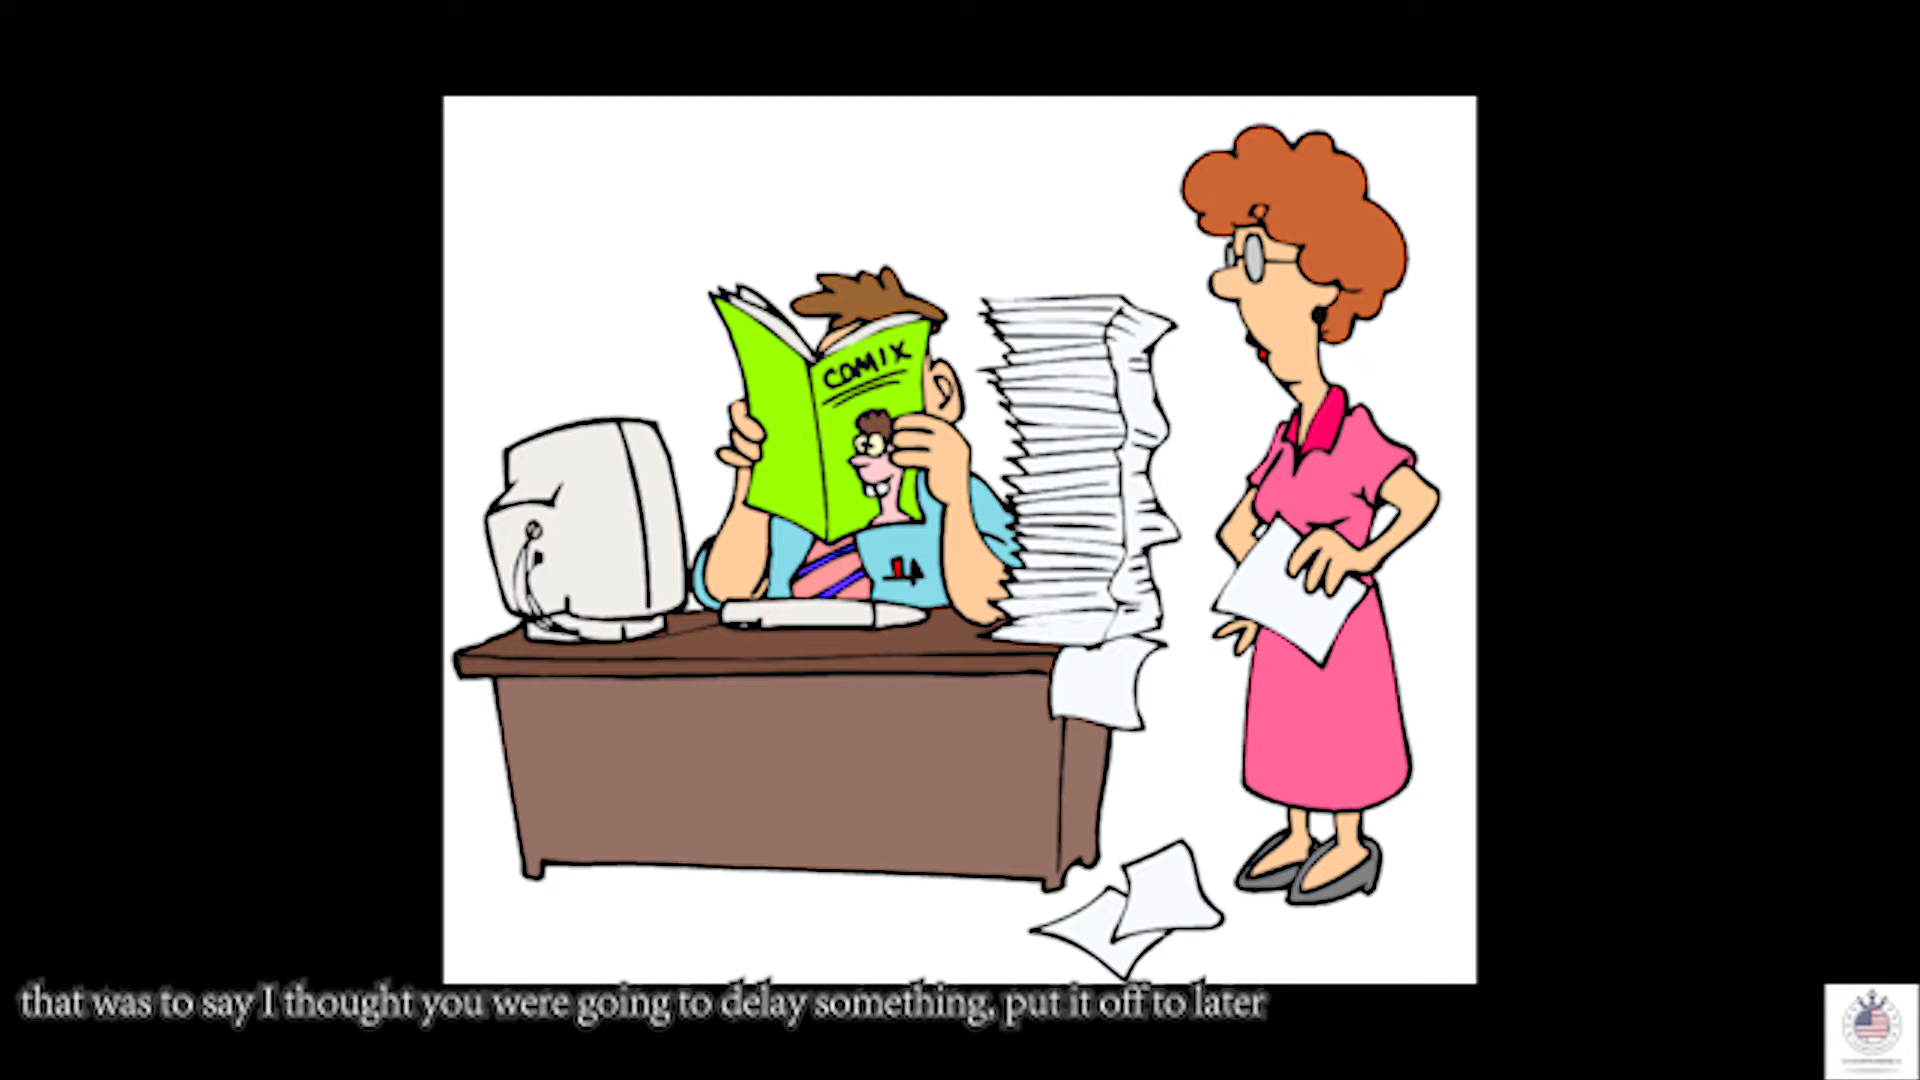 COMIX
that was to say I thought you were going to delay something, put it off to later